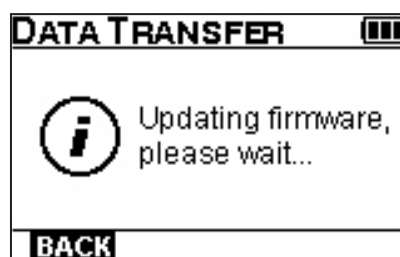 DATA TRANSFER
Updating firmware,
please wait...
BACK